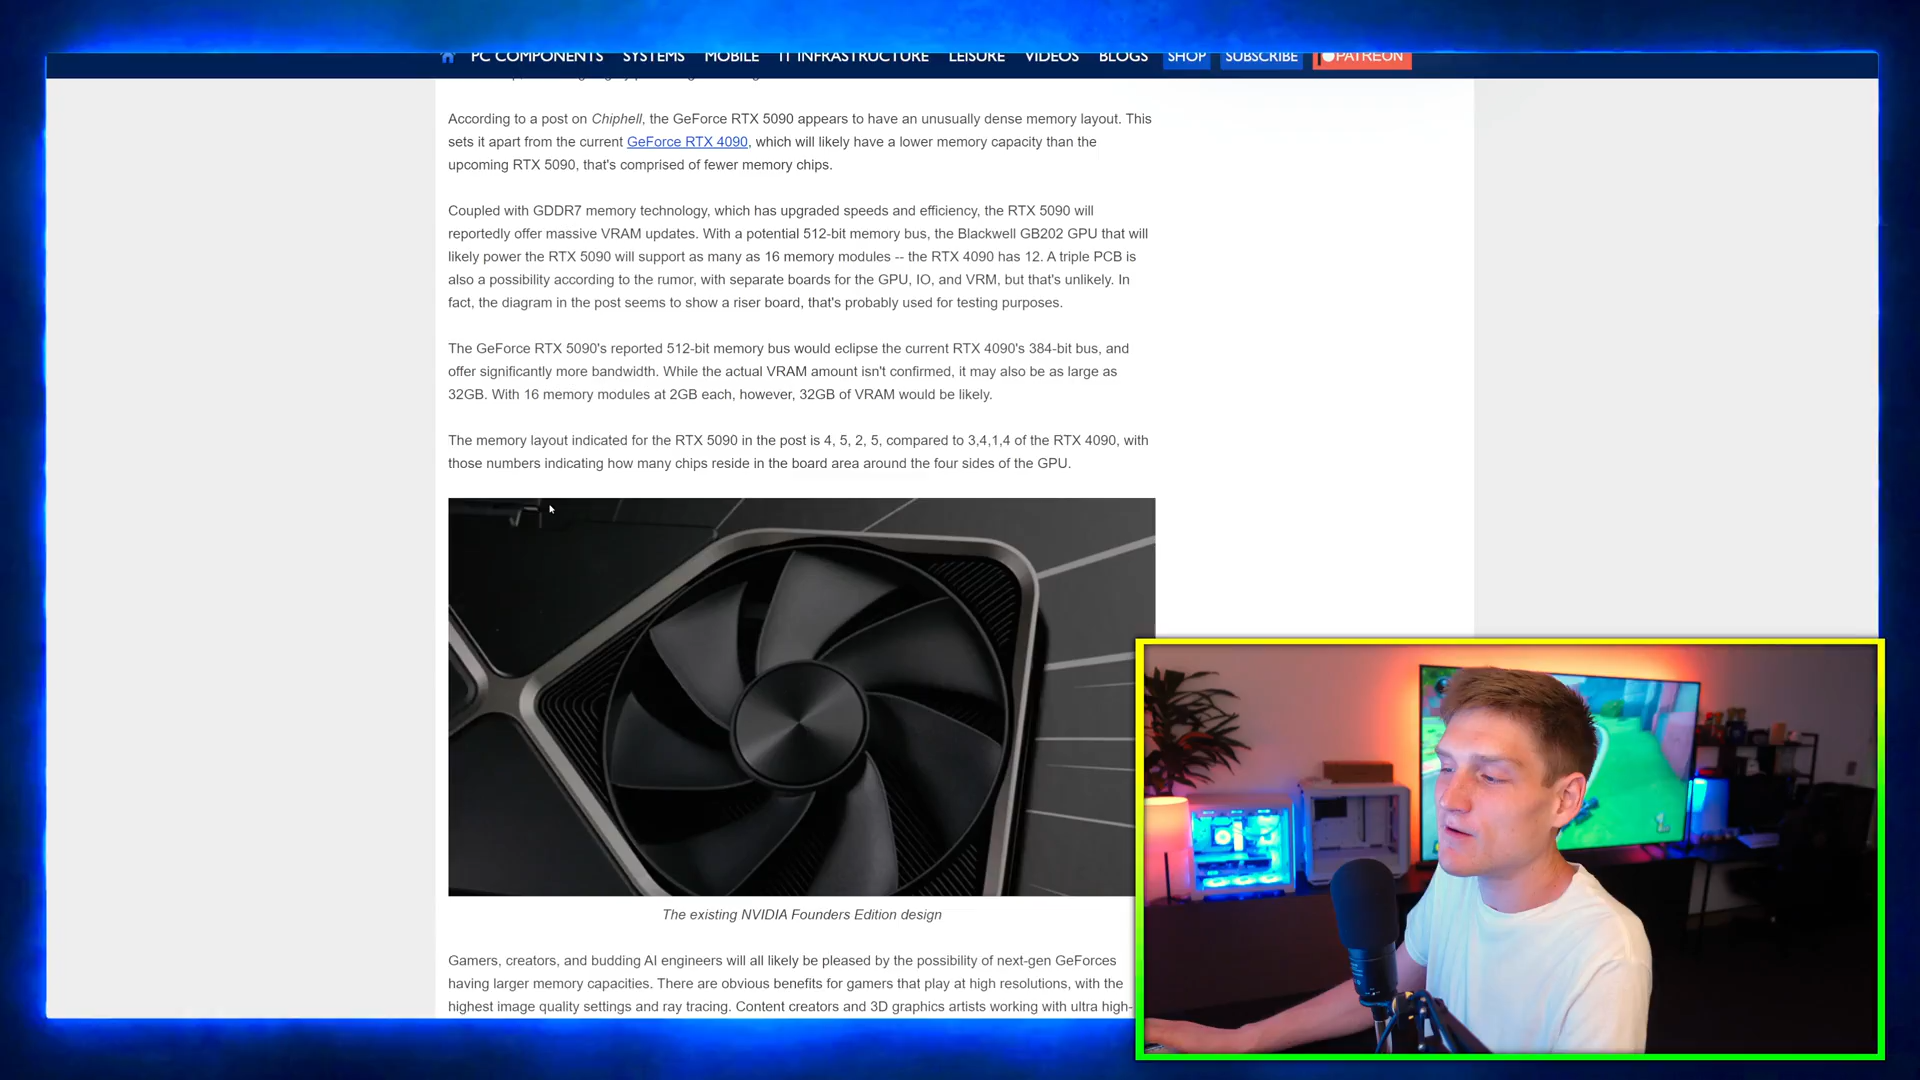 PC COMPONENTS SYSTEMS MOBILE IT INFRASTRUCTURE LEISURE VIDEOS BLOGS SHOP SUBSCRIBE PATREON
According to a post on Chiphell, the GeForce RTX 5090 appears to have an unusually dense memory layout. This
sets it apart from the current GeForce RTX 4090, which will likely have a lower memory capacity than the
upcoming RTX 5090, that's comprised of fewer memory chips.
Coupled with GDDR7 memory technology, which has upgraded speeds and efficiency, the RTX 5090 will
reportedly offer massive VRAM updates. With a potential 512-bit memory bus, the Blackwell GB202 GPU that will
likely power the RTX 5090 will support as many as 16 memory modules -- the RTX 4090 has 12. A triple PCB is
also a possibility according to the rumor, with separate boards for the GPU, IO, and VRM, but that's unlikely. In
fact, the diagram in the post seems to show a riser board, that's probably used for testing purposes.
The GeForce RTX 5090's reported 512-bit memory bus would eclipse the current RTX 4090's 384-bit bus, and
offer significantly more bandwidth. While the actual VRAM amount isn't confirmed, it may also be as large as
32GB. With 16 memory modules at 2GB each, however, 32GB of VRAM would be likely.
The memory layout indicated for the RTX 5090 in the post is 4, 5, 2, 5, compared to 3,4,1,4 of the RTX 4090, with
those numbers indicating how many chips reside in the board area around the four sides of the GPU.
The existing NVIDIA Founders Edition design
Gamers, creators, and budding AI engineers will all likely be pleased by the possibility of next-gen GeForces
having larger memory capacities. There are obvious benefits for gamers that play at high resolutions, with the
highest image quality settings and ray tracing. Content creators and 3D graphics artists working with ultra high-